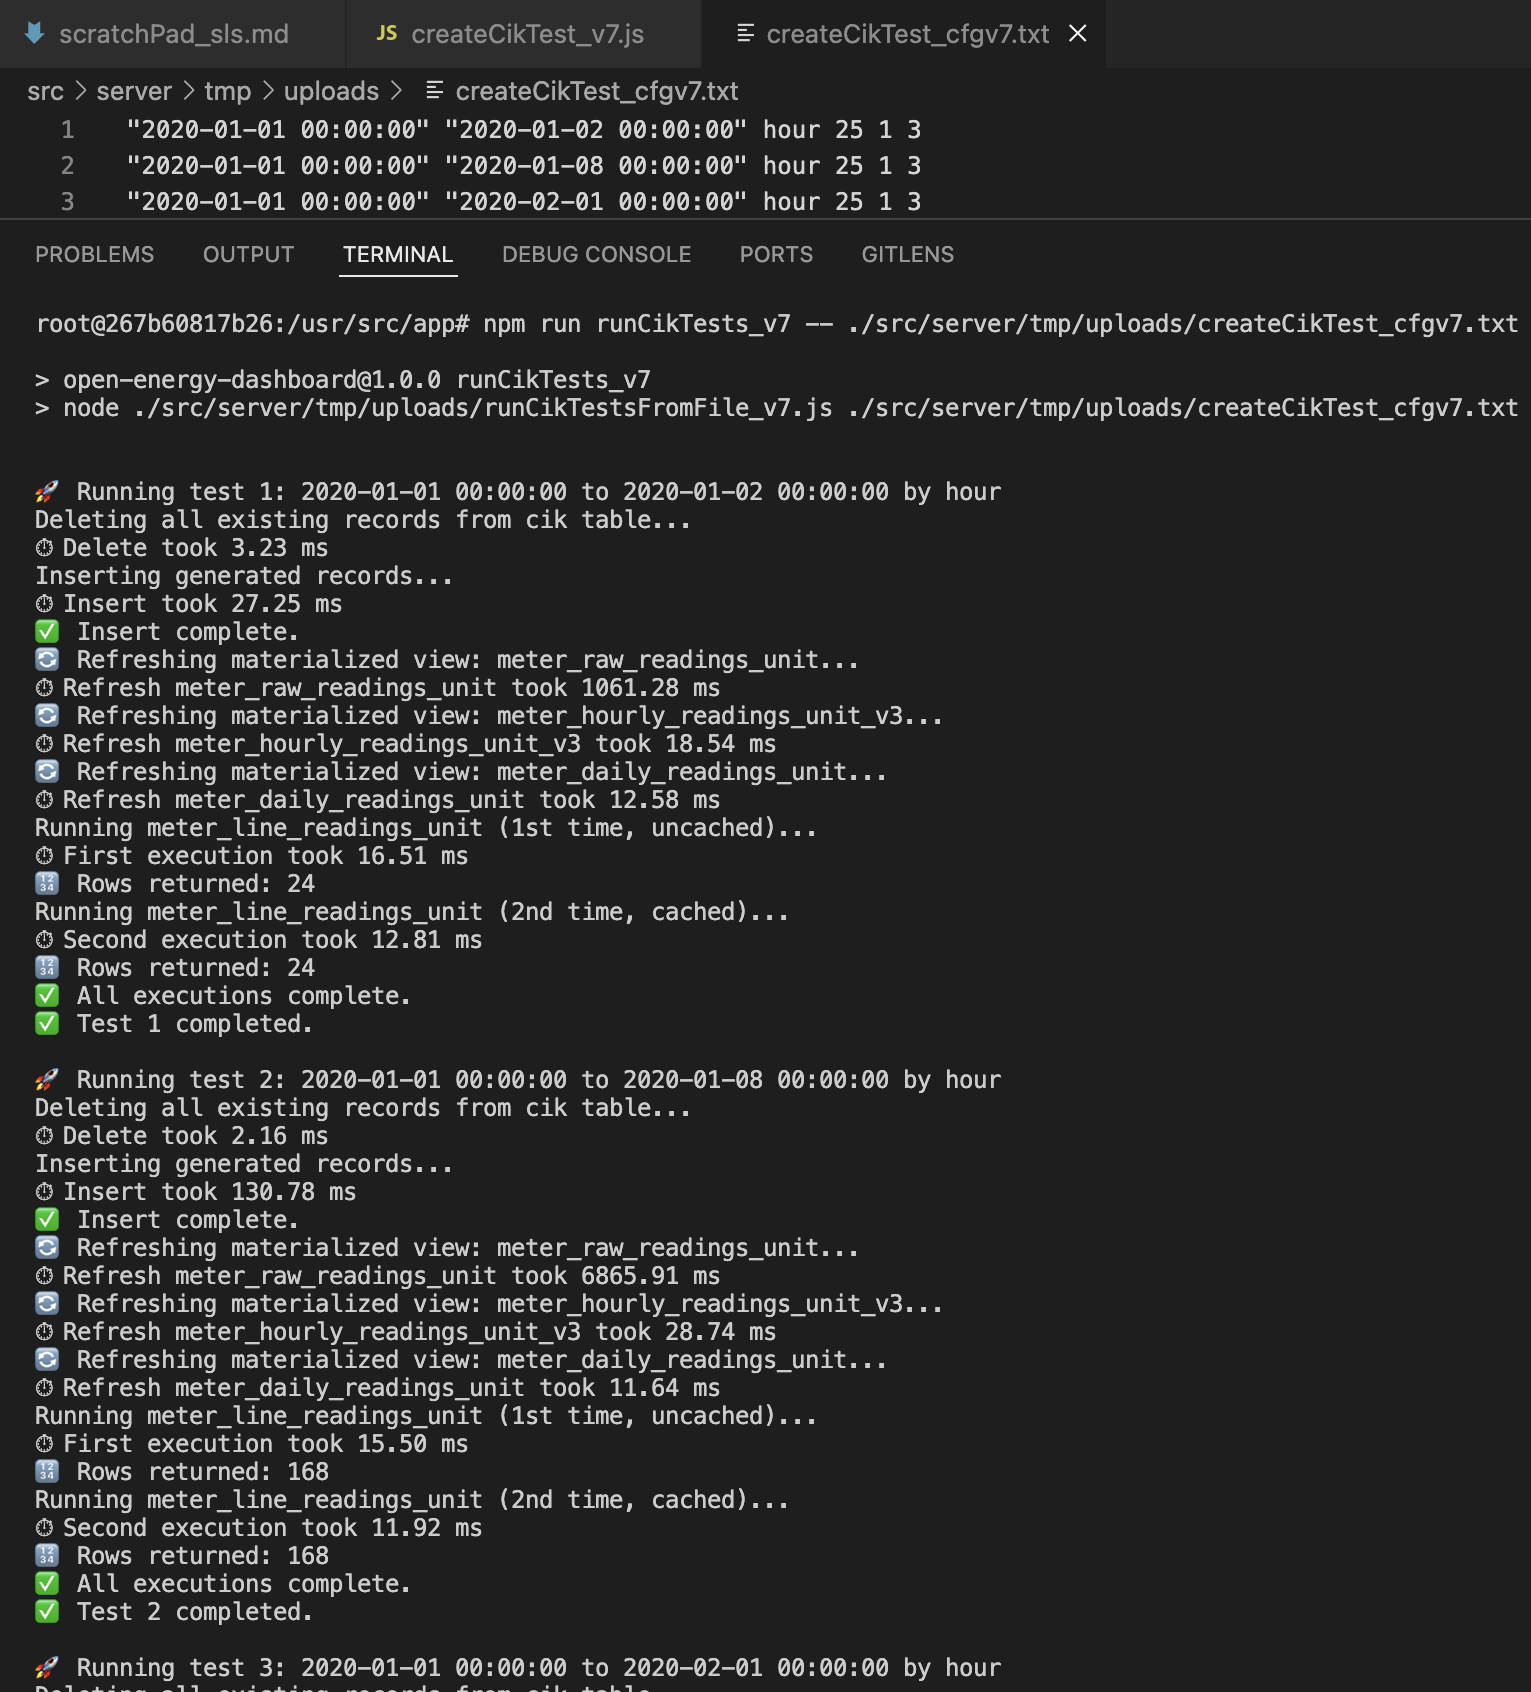 scratchPad_sls.md JS createCikTest_v7.js createCikTest_cfgv7.txt
src > server > tmp > uploads > createCikTest_cfgv7.txt
1 "2020-01-01 00:00:00" "2020-01-02 00:00:00" hour 25 1 3
2 "2020-01-01 00:00:00" "2020-01-08 00:00:00" hour 25 1 3
3 "2020-01-01 00:00:00" "2020-02-01 00:00:00" hour 25 1 3
PROBLEMS OUTPUT TERMINAL DEBUG CONSOLE PORTS GITLENS
root@267b60817b26:/usr/src/app# npm run runCikTests_v7 -- ./src/server/tmp/uploads/createCikTest_cfgv7.txt
> open-energy-dashboard@1.0.0 runCikTests_v7
> node ./src/server/tmp/uploads/runCikTestsFromFile_v7.js ./src/server/tmp/uploads/createCikTest_cfgv7.txt
🚀 Running test 1: 2020-01-01 00:00:00 to 2020-01-02 00:00:00 by hour
Deleting all existing records from cik table...
⏱ Delete took 3.23 ms
Inserting generated records...
⏱ Insert took 27.25 ms
✅ Insert complete.
🔄 Refreshing materialized view: meter_raw_readings_unit...
⏱ Refresh meter_raw_readings_unit took 1061.28 ms
🔄 Refreshing materialized view: meter_hourly_readings_unit_v3...
⏱ Refresh meter_hourly_readings_unit_v3 took 18.54 ms
🔄 Refreshing materialized view: meter_daily_readings_unit...
⏱ Refresh meter_daily_readings_unit took 12.58 ms
Running meter_line_readings_unit (1st time, uncached)...
⏱ First execution took 16.51 ms
🔢 Rows returned: 24
Running meter_line_readings_unit (2nd time, cached)...
⏱ Second execution took 12.81 ms
🔢 Rows returned: 24
✅ All executions complete.
✅ Test 1 completed.
🚀 Running test 2: 2020-01-01 00:00:00 to 2020-01-08 00:00:00 by hour
Deleting all existing records from cik table...
⏱ Delete took 2.16 ms
Inserting generated records...
⏱ Insert took 130.78 ms
✅ Insert complete.
🔄 Refreshing materialized view: meter_raw_readings_unit...
⏱ Refresh meter_raw_readings_unit took 6865.91 ms
🔄 Refreshing materialized view: meter_hourly_readings_unit_v3...
⏱ Refresh meter_hourly_readings_unit_v3 took 28.74 ms
🔄 Refreshing materialized view: meter_daily_readings_unit...
⏱ Refresh meter_daily_readings_unit took 11.64 ms
Running meter_line_readings_unit (1st time, uncached)...
⏱ First execution took 15.50 ms
🔢 Rows returned: 168
Running meter_line_readings_unit (2nd time, cached)...
⏱ Second execution took 11.92 ms
🔢 Rows returned: 168
✅ All executions complete.
✅ Test 2 completed.
🚀 Running test 3: 2020-01-01 00:00:00 to 2020-02-01 00:00:00 by hour
Deleting all existing records from cik table